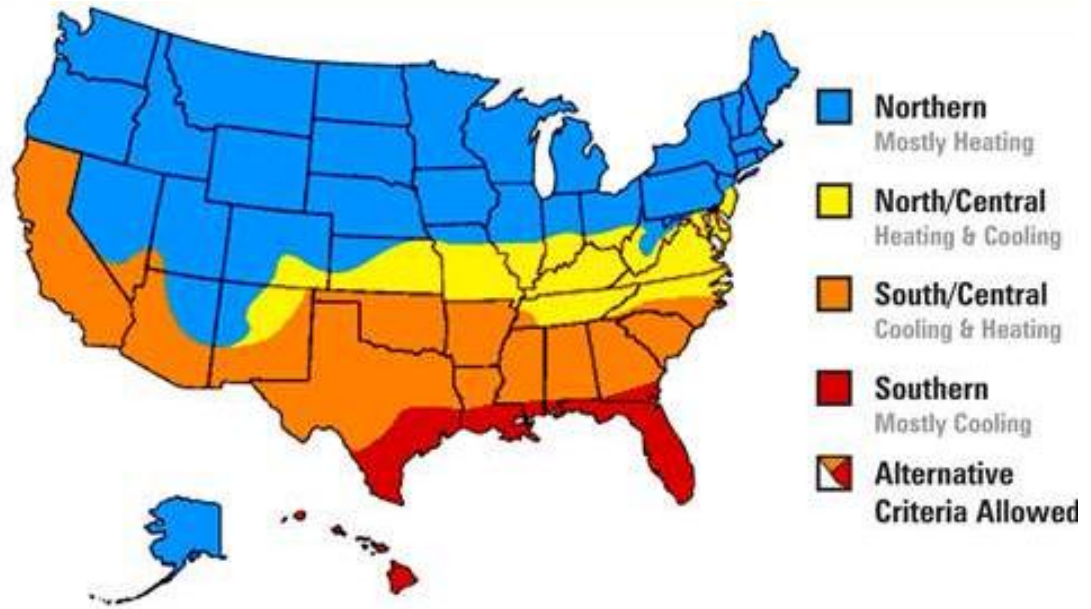 Northern
Mostly Heating
North/Central
Heating & Cooling
South/Central
Cooling & Heating
Southern
Mostly Cooling
Alternative
Criteria Allowed